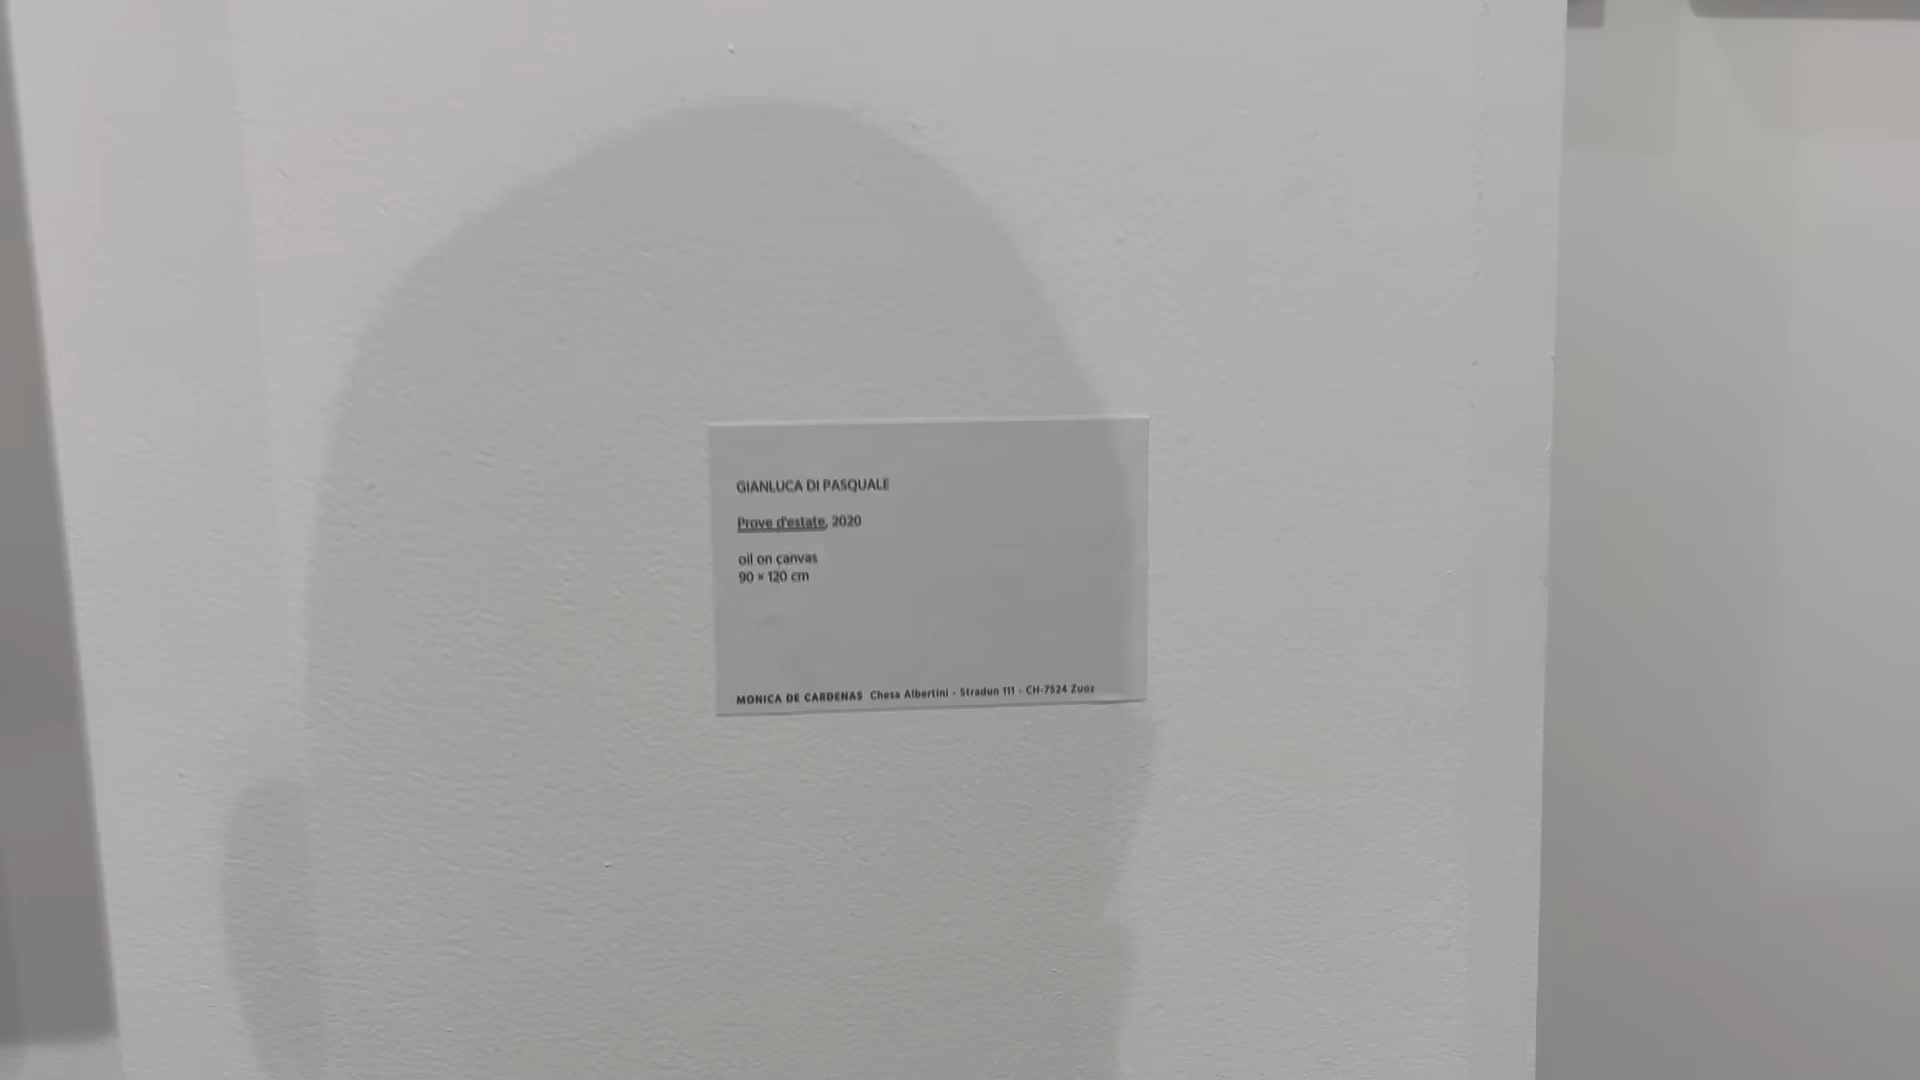 GIANLUCA DI PASQUALE
Prove d'estate, 2020
oil on canvas
90 × 120 cm
MONICA DE CARDENAS Chesa Albertini - Stradun 111 - CH-7524 Zuoz